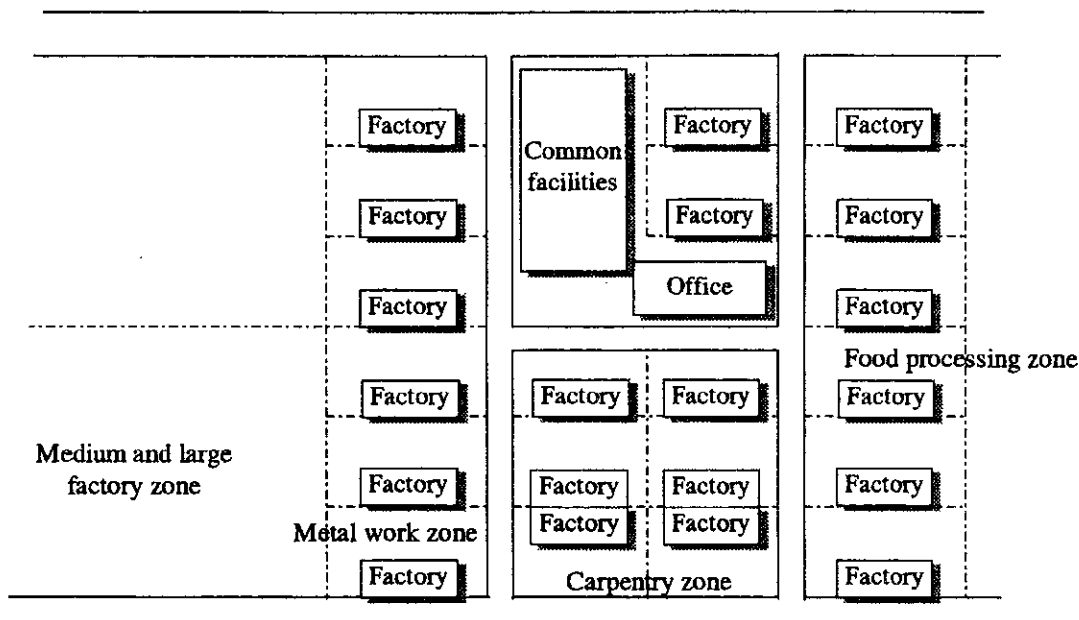 Factory
Factory
Factory
Common
facilities
Factory
Factory
Factory
Office
Factory
Factory
Food processing zone
Factory
Factory
Factory
Factory
Medium and large
factory zone
Factory
Factory
Factory
Factory
Metal work zone
Factory
Factory
Factory
Carpentry zone
Factory